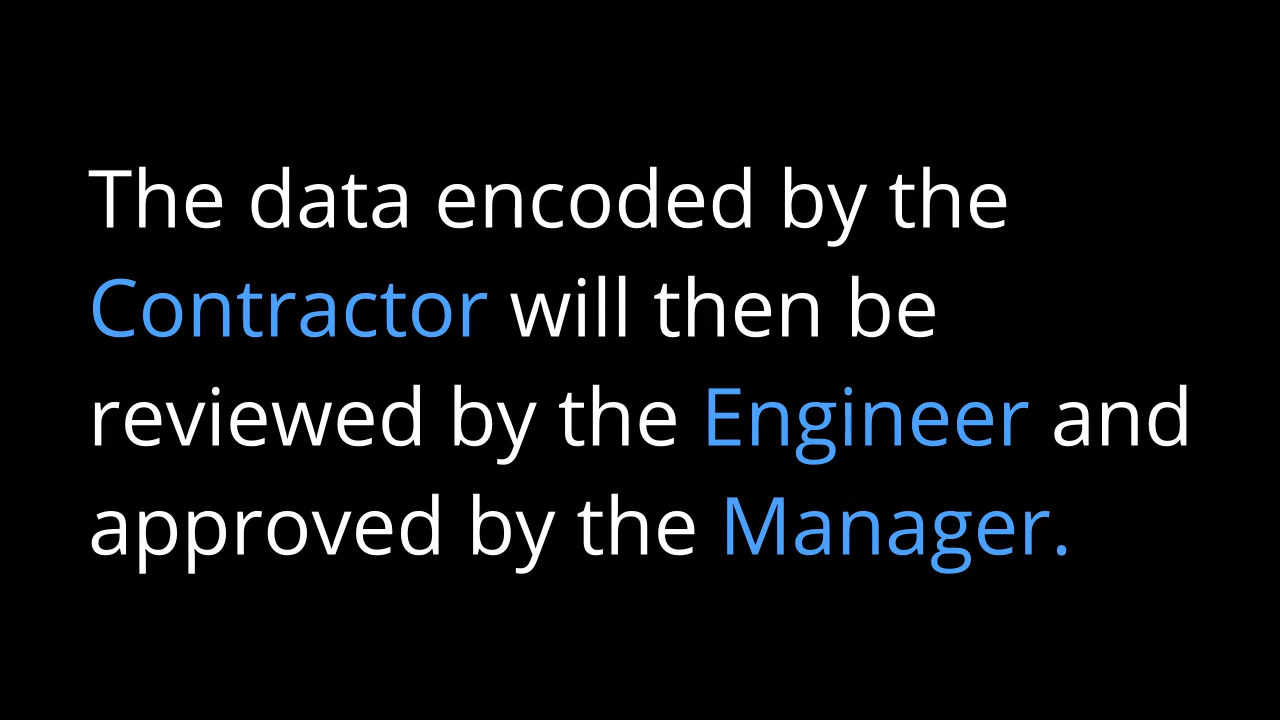 The data encoded by the
Contractor will then be
reviewed by the Engineer and
approved by the Manager.